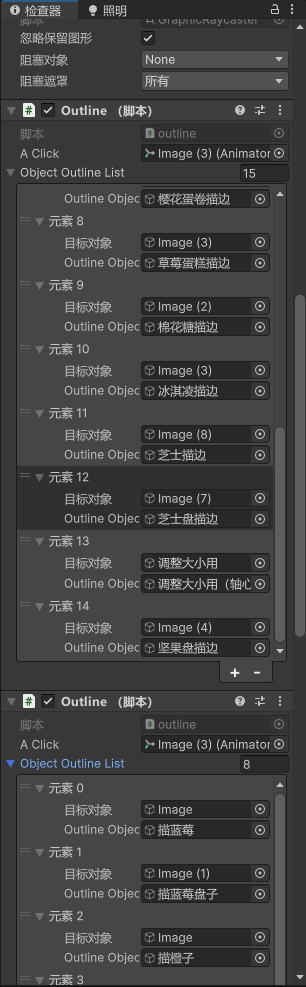 检查器 照明
脚本 GraphicRaycaster
忽略保留图形
阻塞对象 None
阻塞遮罩 所有
# Outline （脚本）
脚本 # outline
A Click Image (3) (Animator
Object Outline List 15
Outline Objec 樱花蛋卷描边
元素 8
目标对象 Image (3)
Outline Objec 草莓蛋糕描边
元素 9
目标对象 Image (2)
Outline Objec 棉花糖描边
元素 10
目标对象 Image (3)
Outline Objec 冰淇凌描边
元素 11
目标对象 Image (8)
Outline Objec 芝士描边
元素 12
目标对象 Image (7)
Outline Objec 芝士盘描边
元素 13
目标对象 调整大小用
Outline Objec 调整大小用（轴心
元素 14
目标对象 Image (4)
Outline Objec 坚果盘描边
+ -
# Outline （脚本）
脚本 # outline
A Click Image (3) (Animator
Object Outline List 8
元素 0
目标对象 Image
Outline Objec 描蓝莓
元素 1
目标对象 Image (1)
Outline Objec 描蓝莓盘子
元素 2
目标对象 Image
Outline Objec 描橙子
元素 3